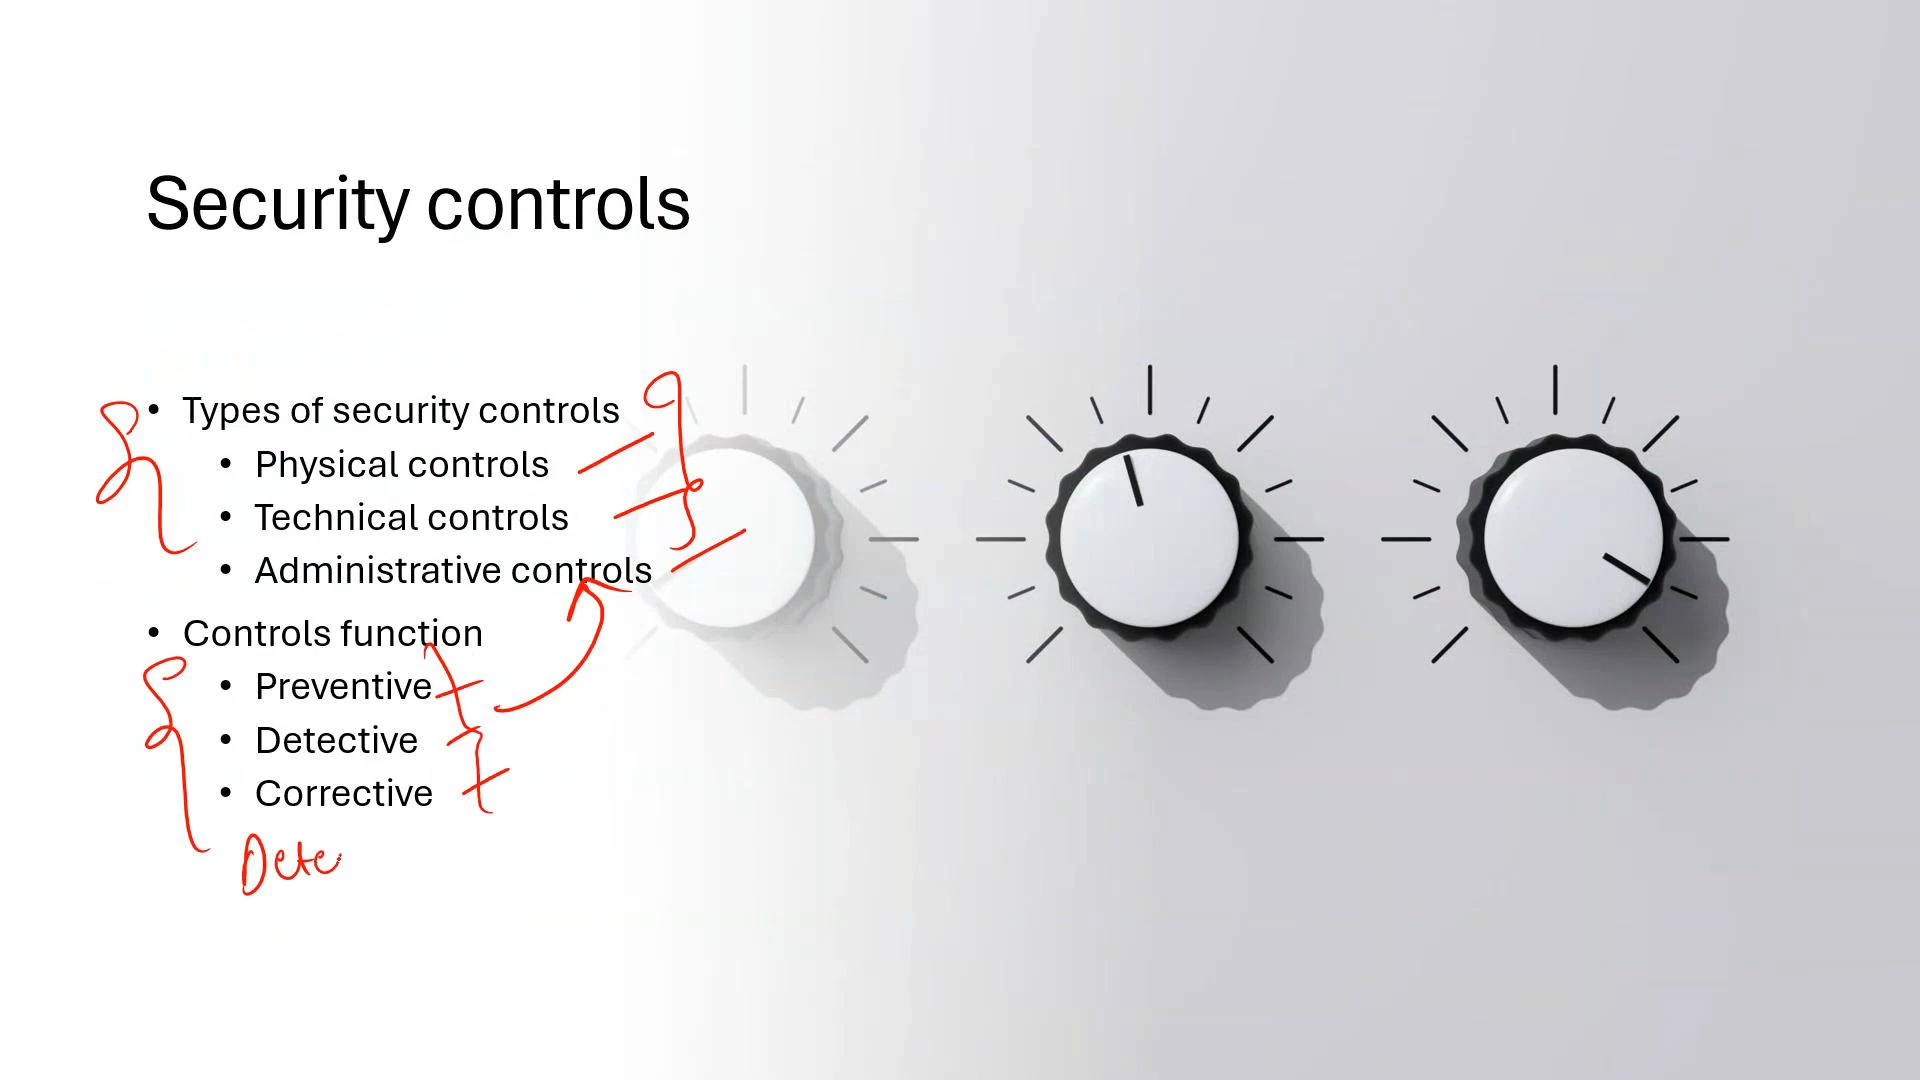 Security controls
• Types of security controls
• Physical controls
• Technical controls
• Administrative controls
• Controls function
• Preventive
• Detective
• Corrective
Dete